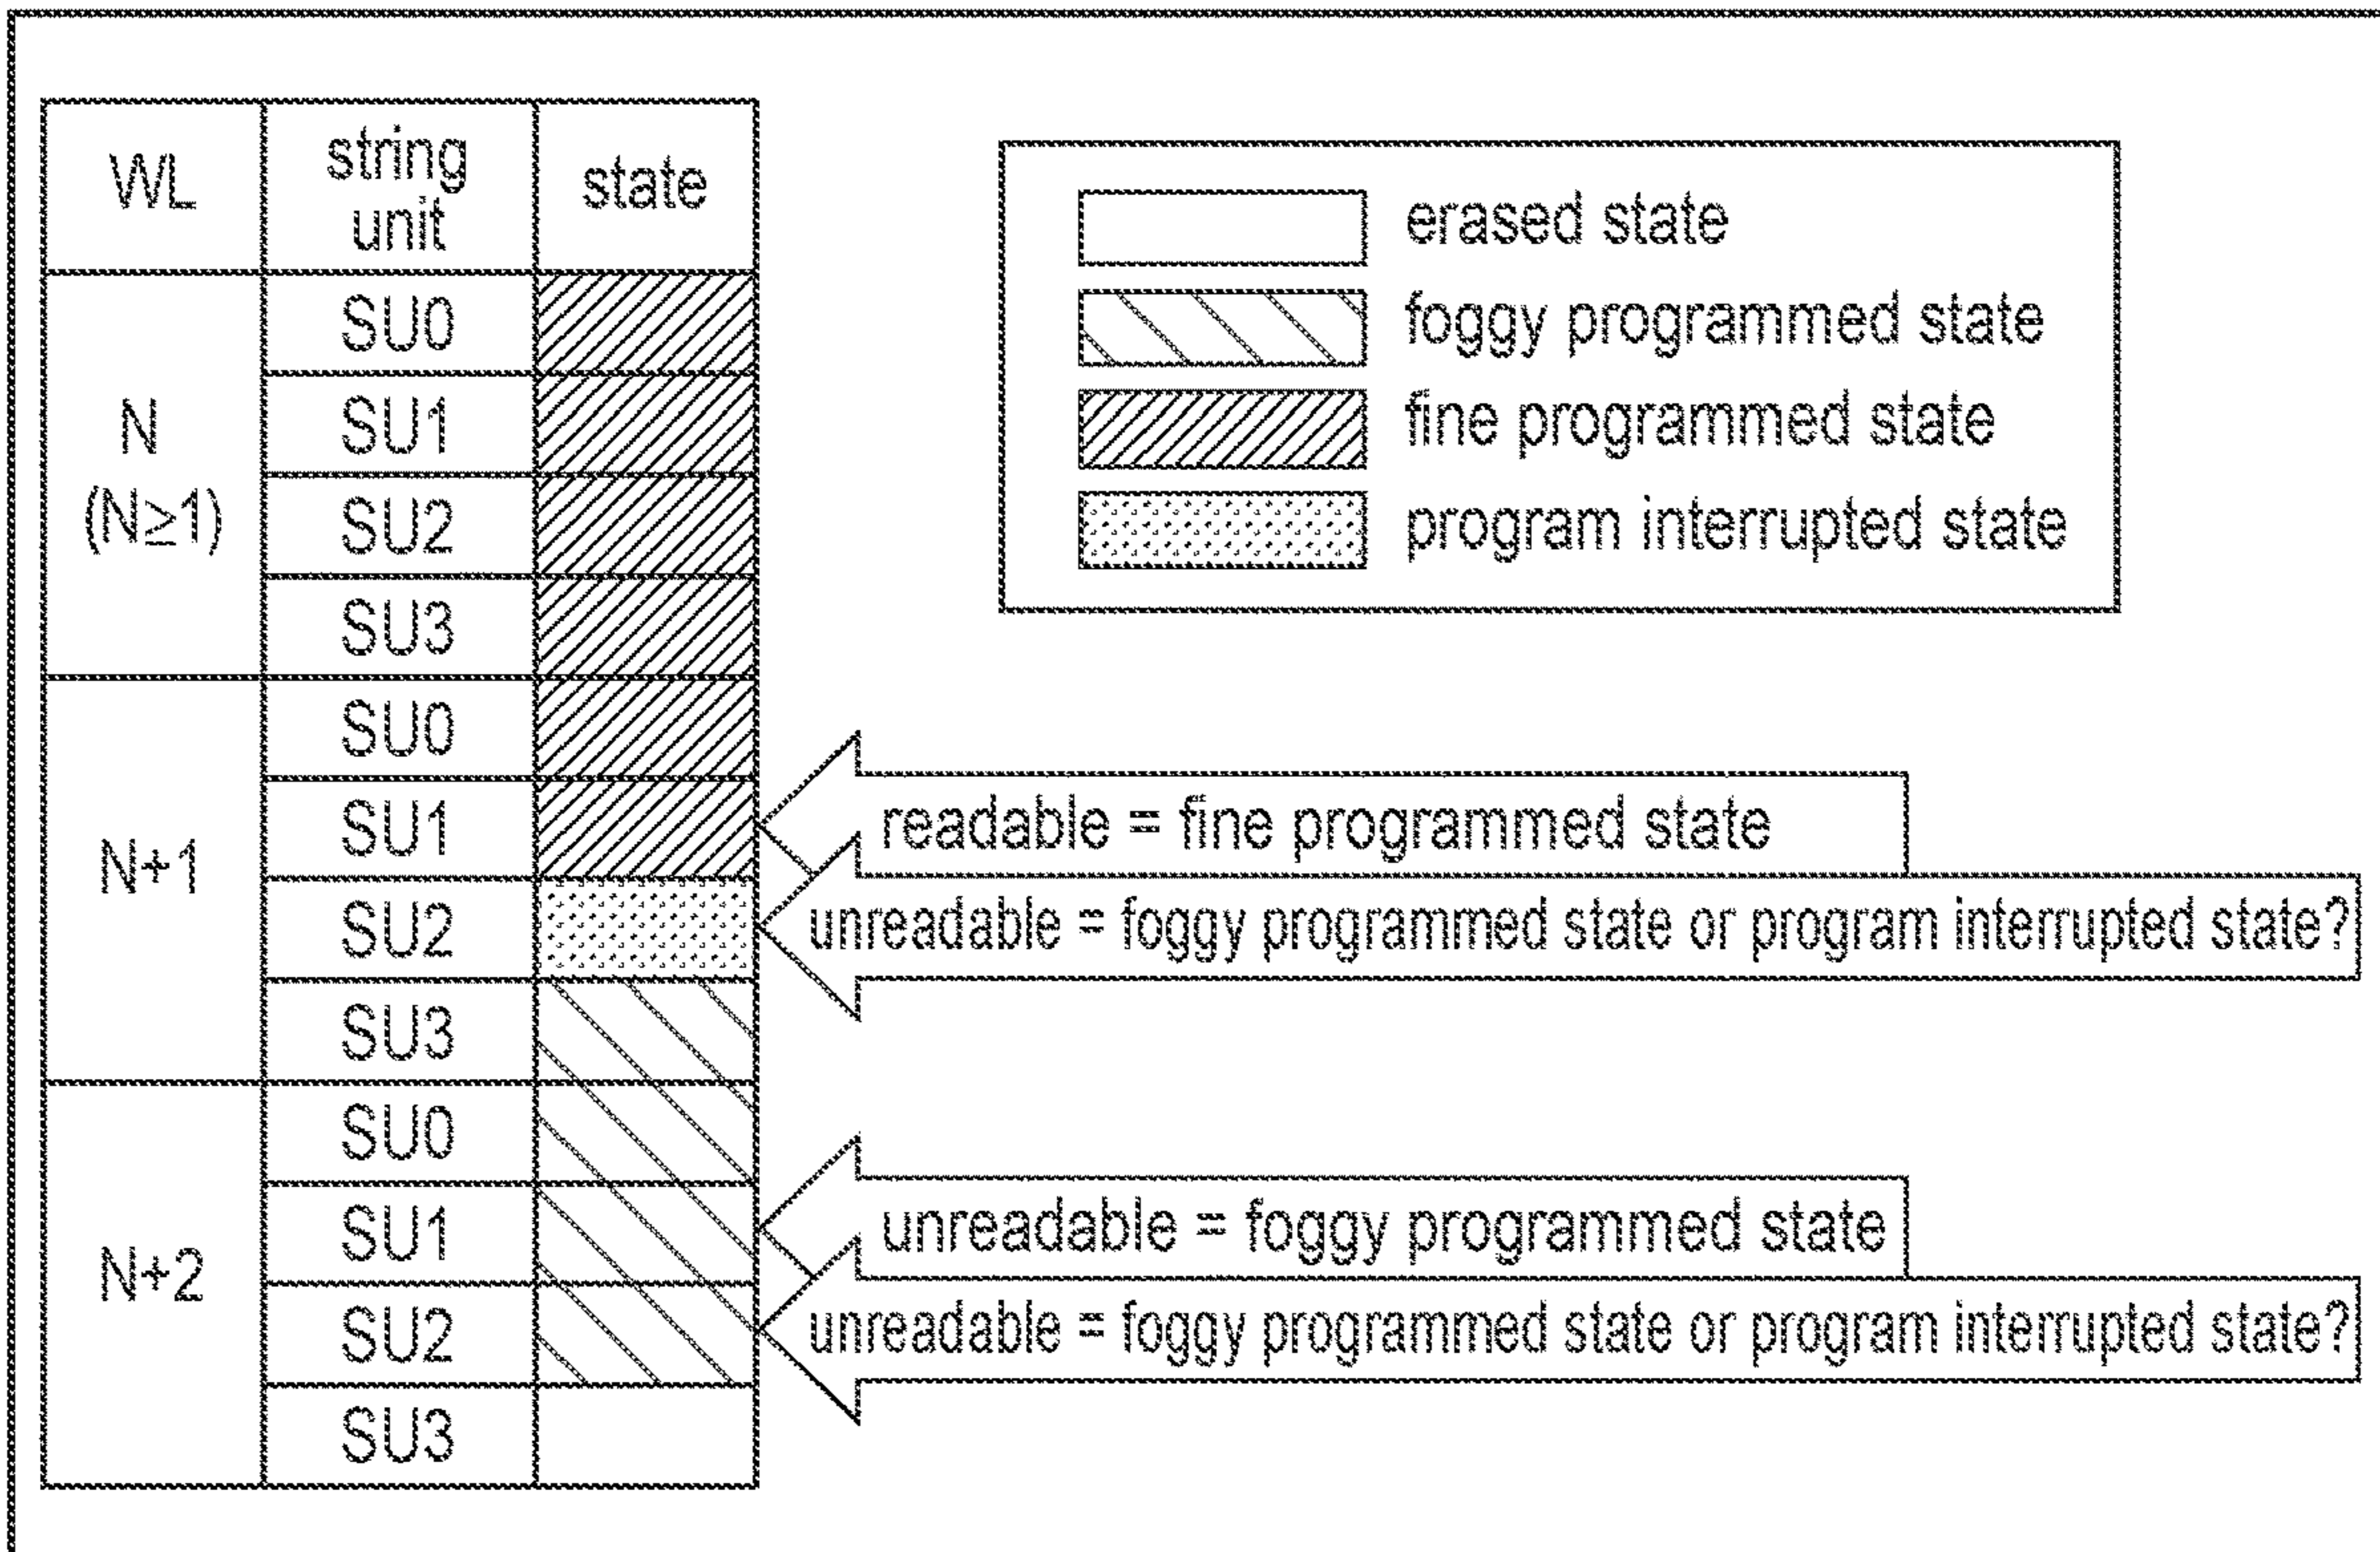 WL
string
unit
state
N
(N≥1)
SU0
SU1
SU2
SU3
N+1
SU0
SU1
SU2
SU3
N+2
SU0
SU1
SU2
SU3
erased state
foggy programmed state
fine programmed state
program interrupted state
readable = fine programmed state
unreadable = foggy programmed state or program interrupted state?
unreadable = foggy programmed state
unreadable = foggy programmed state or program interrupted state?